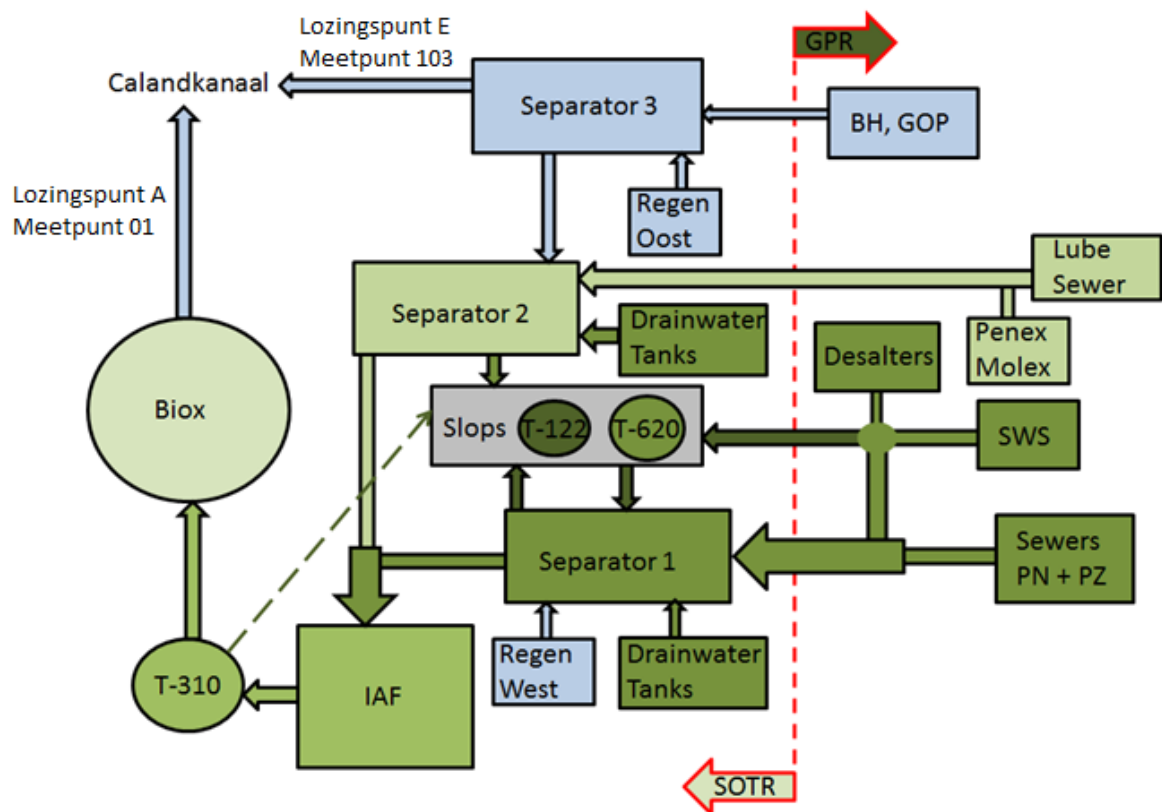 Lozingspunt E
Meetpunt 103
GPR
Calandkanaal
Separator 3
BH, GOP
Lozingspunt A
Meetpunt 01
Regen
Oost
Lube
Sewer
Separator 2
Drainwater
Tanks
Desalters
Penex
Molex
Biox
Slops
T-122
T-620
SWS
Separator 1
Sewers
PN + PZ
T-310
IAF
Regen
West
Drainwater
Tanks
SOTR